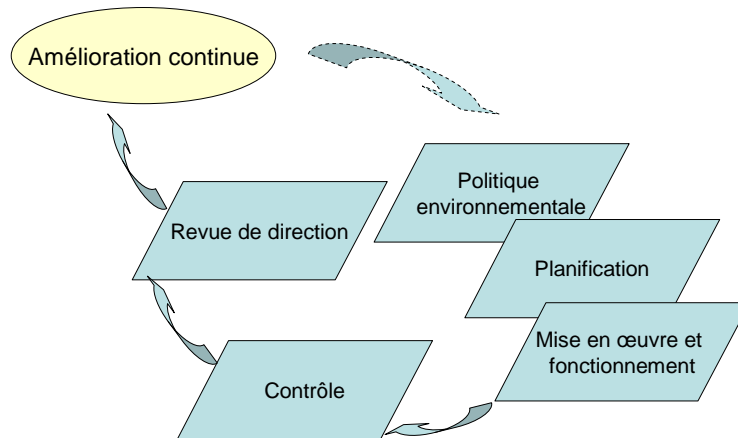 Amélioration continue
Politique
environnementale
Revue de direction
Planification
Mise en œuvre et
fonctionnement
Contrôle